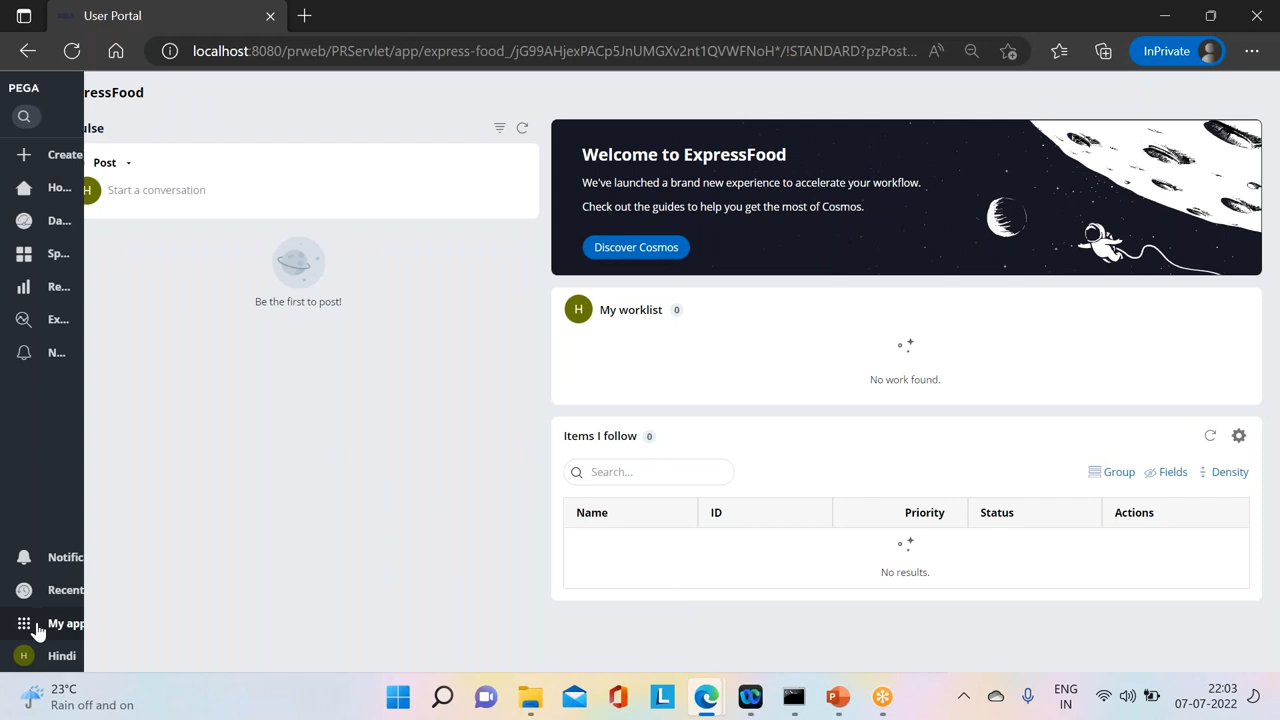 User Portal
localhost:8080/prweb/PRServlet/app/express-food_/jG99AHjexPACp5JnUMGXv2nt1QVWFNoH*/!STANDARD?pzPost...
InPrivate
PEGA
ressFood
ulse
Create
Post
Start a conversation
H
Ho...
Da...
Sp...
Re...
Ex...
N...
Be the first to post!
Welcome to ExpressFood
We've launched a brand new experience to accelerate your workflow.
Check out the guides to help you get the most of Cosmos.
Discover Cosmos
H My worklist 0
No work found.
Items I follow 0
Search...
Group Fields Density
Name ID Priority Status Actions
No results.
Notific
Recent
My app
H Hindi
23°C
Rain off and on
L
ENG
IN
22:03
07-07-2022